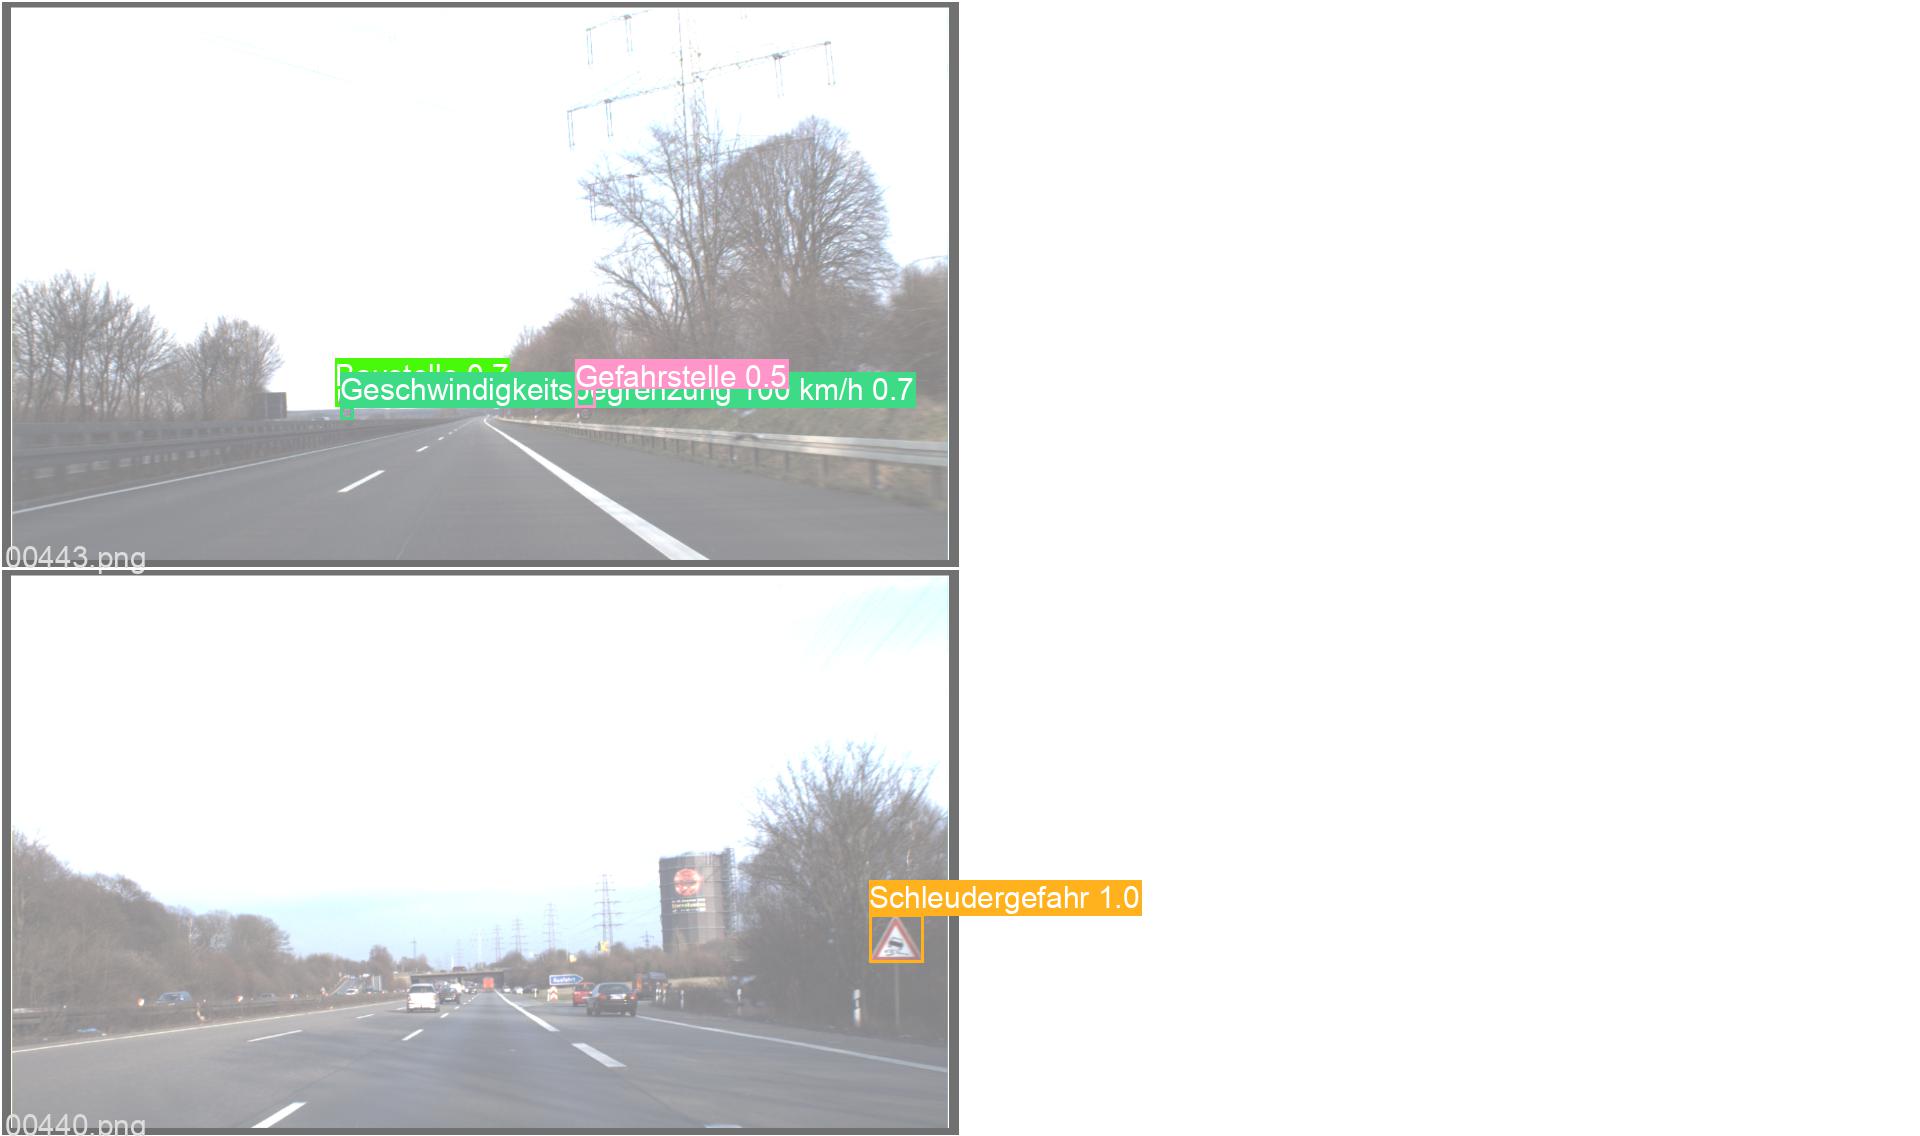 Baustelle 0.7
Gefahrstelle 0.5
Geschwindigkeitsbegrenzung 100 km/h 0.7
00443.png
Schleudergefahr 1.0
00440.png